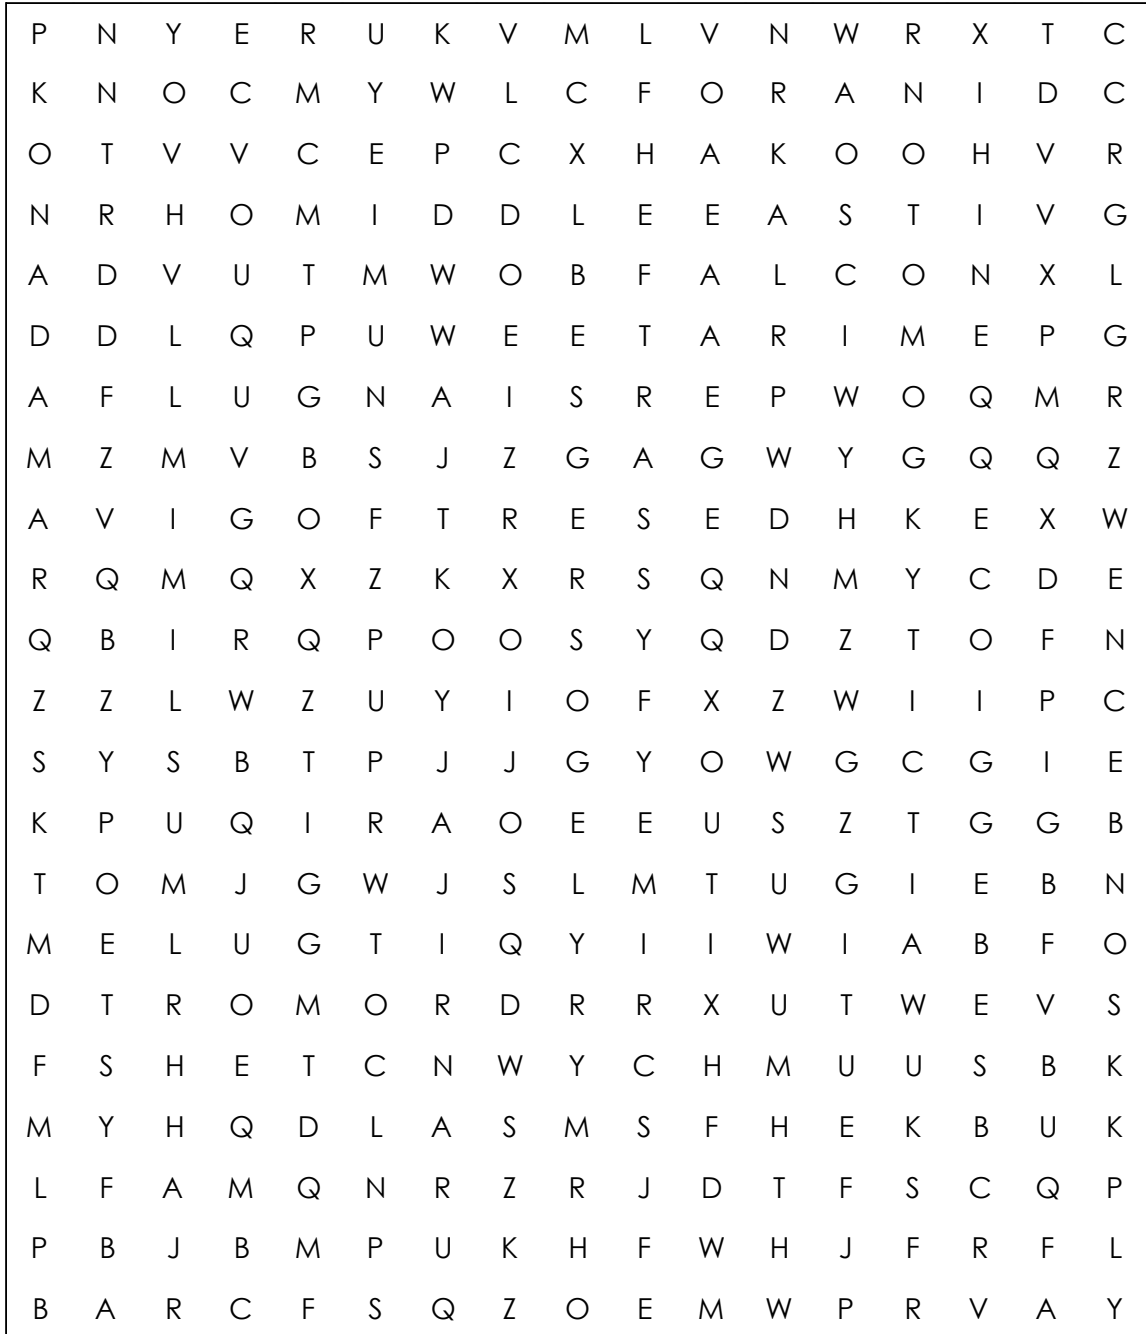 P N Y E R U K V M L V N W R X T C
K N O C M Y W L C F O R A N I D C
O T V V C E P C X H A K O O H V R
N R H O M I D D L E E A S T I V G
A D V U T M W O B F A L C O N X L
D D L Q P U W E E T A R I M E P G
A F L U G N A I S R E P W O Q M R
M Z M V B S J Z G A G W Y G Q Q Z
A V I G O F T R E S E D H K E X W
R Q M Q X Z K X R S Q N M Y C D E
Q B I R Q P O O S Y Q D Z T O F N
Z Z L W Z U Y I O F X Z W I I P C
S Y S B T P J J G Y O W G C G I E
K P U Q I R A O E E U S Z T G G B
T O M J G W J S L M T U G I E B N
M E L U G T I Q Y I I W I A B F O
D T R O M O R D R R X U T W E V S
F S H E T C N W Y C H M U U S B K
M Y H Q D L A S M S F H E K B U K
L F A M Q N R Z R J D T F S C Q P
P B J B M P U K H F W H J F R F L
B A R C F S Q Z O E M W P R V A Y